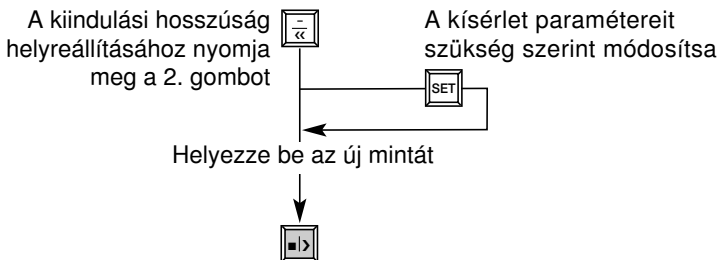 A kiindulási hosszúság
helyreállításához nyomja
meg a 2. gombot
-
«
A kísérlet paramétereit
szükség szerint módosítsa
SET
Helyezze be az új mintát